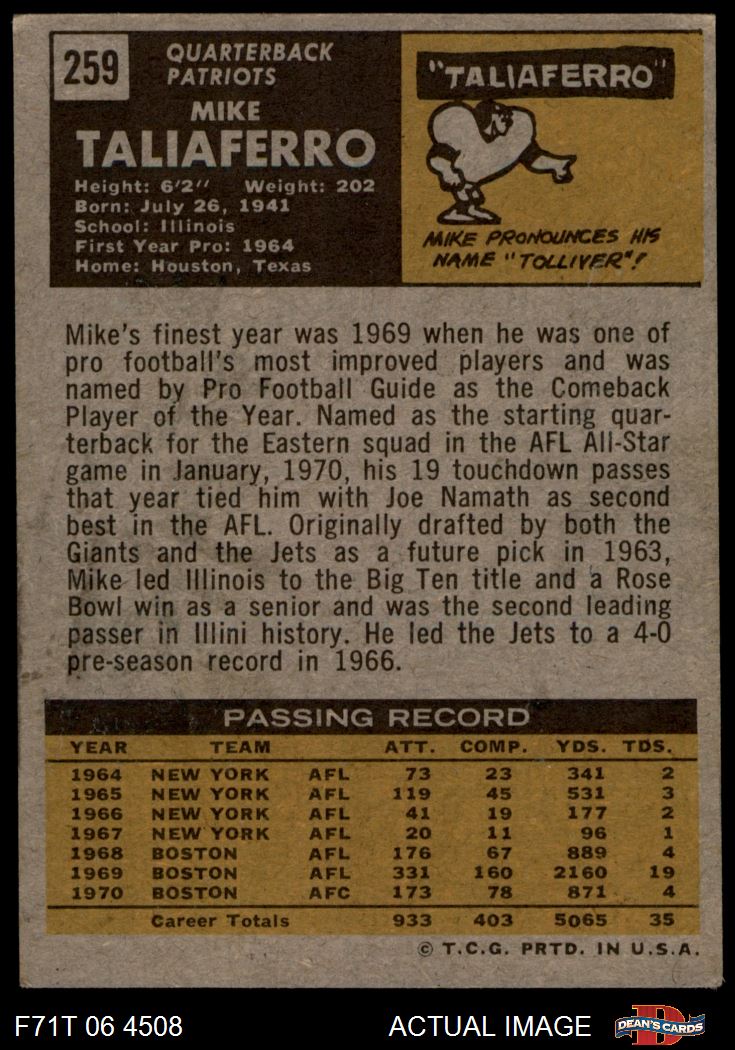 259
QUARTERBACK
PATRIOTS
MIKE
TALIAFERRO
Height: 6'2" Weight: 202
Born: July 26, 1941
School: Illinois
First Year Pro: 1964
Home: Houston, Texas
"TALIAFERRO"
MIKE PRONOUNCES HIS
NAME "TOLLIVER"!
Mike's finest year was 1969 when he was one of
pro football's most improved players and was
named by Pro Football Guide as the Comeback
Player of the Year. Named as the starting quar-
terback for the Eastern squad in the AFL All-Star
game in January, 1970, his 19 touchdown passes
that year tied him with Joe Namath as second
best in the AFL. Originally drafted by both the
Giants and the Jets as a future pick in 1963,
Mike led Illinois to the Big Ten title and a Rose
Bowl win as a senior and was the second leading
passer in Illini history. He led the Jets to a 4-0
pre-season record in 1966.
PASSING RECORD
YEAR TEAM ATT. COMP. YDS. TDS.
1964 NEW YORK AFL 73 23 341 2
1965 NEW YORK AFL 119 45 531 3
1966 NEW YORK AFL 41 19 177 2
1967 NEW YORK AFL 20 11 96 1
1968 BOSTON AFL 176 67 889 4
1969 BOSTON AFL 331 160 2160 19
1970 BOSTON AFC 173 78 871 4
Career Totals 933 403 5065 35
© T.C.G. PRTD. IN U.S.A.
F71T 06 4508 ACTUAL IMAGE D DEAN'S CARDS